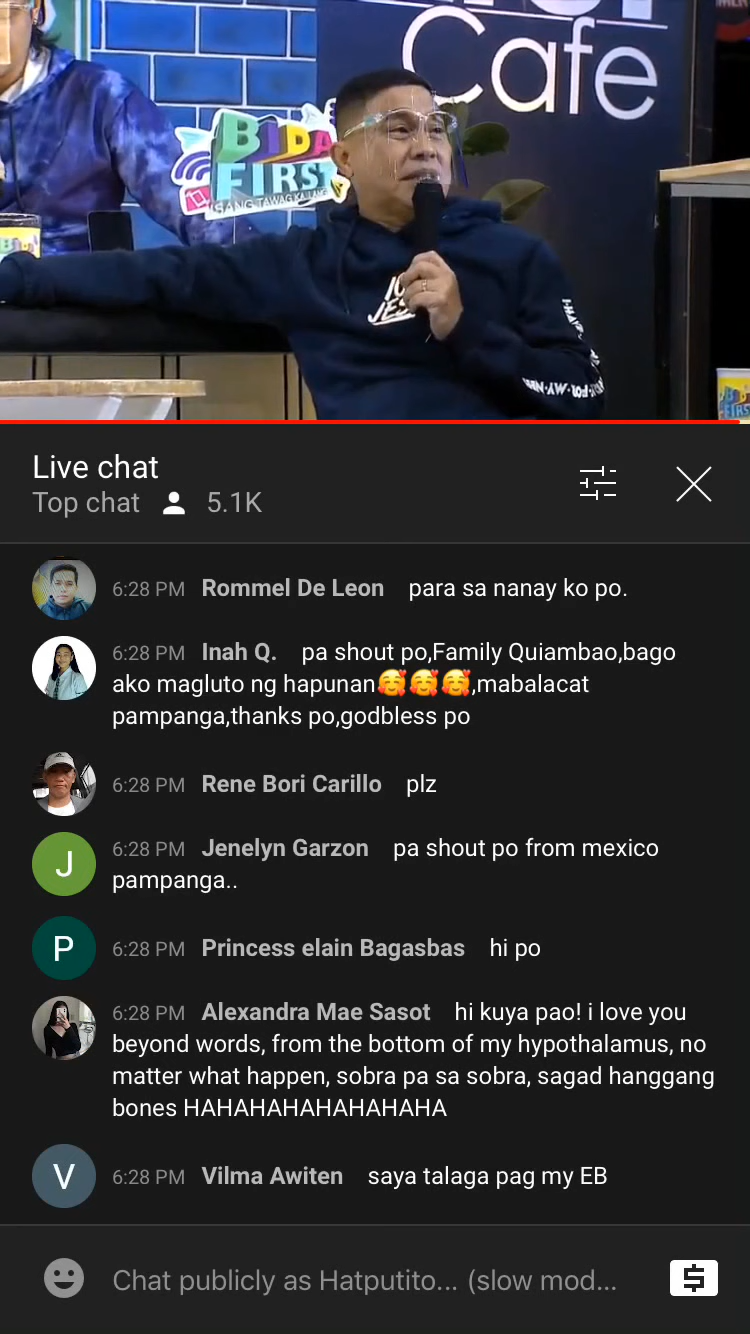 Cafe
BIDA
FIRST
ISANG TAWAG KA LANG
Live chat
Top chat 5.1K
6:28 PM Rommel De Leon para sa nanay ko po.
6:28 PM Inah Q. pa shout po,Family Quiambao,bago
ako magluto ng hapunan🥰🥰🥰,mabalacat
pampanga,thanks po,godbless po
6:28 PM Rene Bori Carillo plz
6:28 PM Jenelyn Garzon pa shout po from mexico
pampanga..
P 6:28 PM Princess elain Bagasbas hi po
6:28 PM Alexandra Mae Sasot hi kuya pao! i love you
beyond words, from the bottom of my hypothalamus, no
matter what happen, sobra pa sa sobra, sagad hanggang
bones HAHAHAHAHAHAHAHA
V 6:28 PM Vilma Awiten saya talaga pag my EB
Chat publicly as Hatputito... (slow mod...